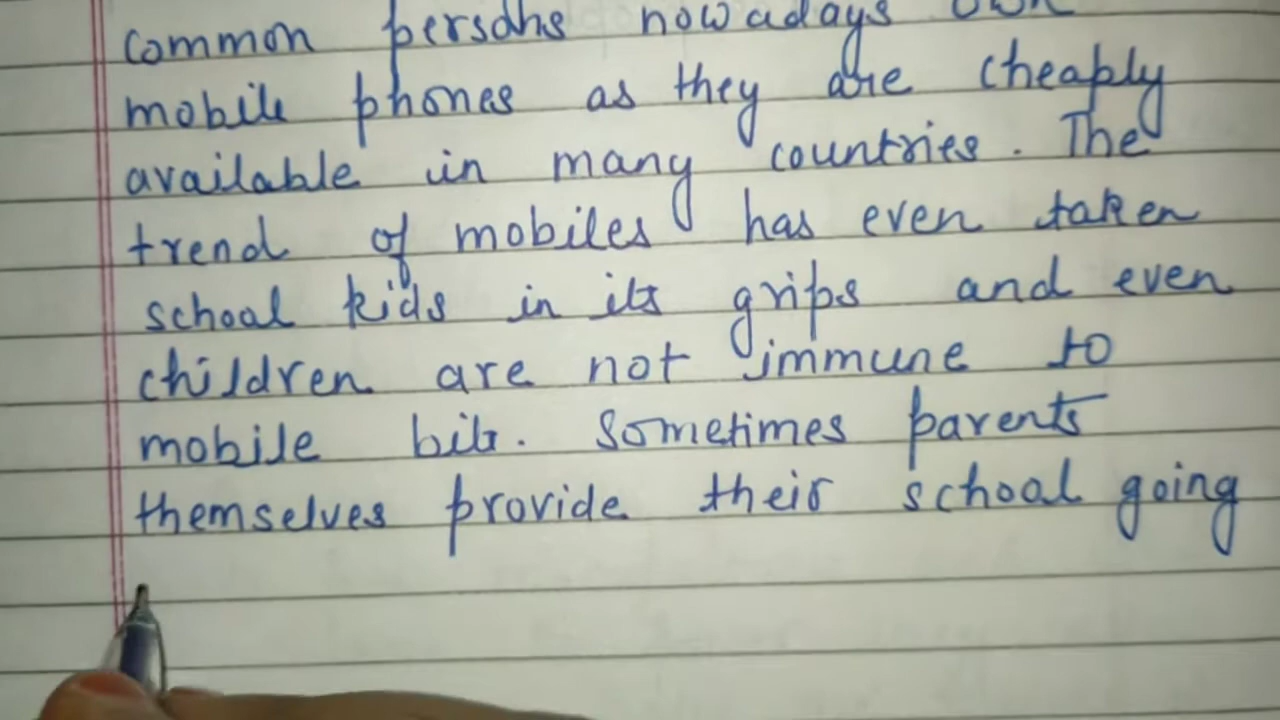 common persons nowadays own
mobile phones as they are cheaply
available in many countries. The
trend of mobiles has even taken
school kids in its grips and even
children are not immune to
mobile bit. Sometimes parents
themselves provide their school going